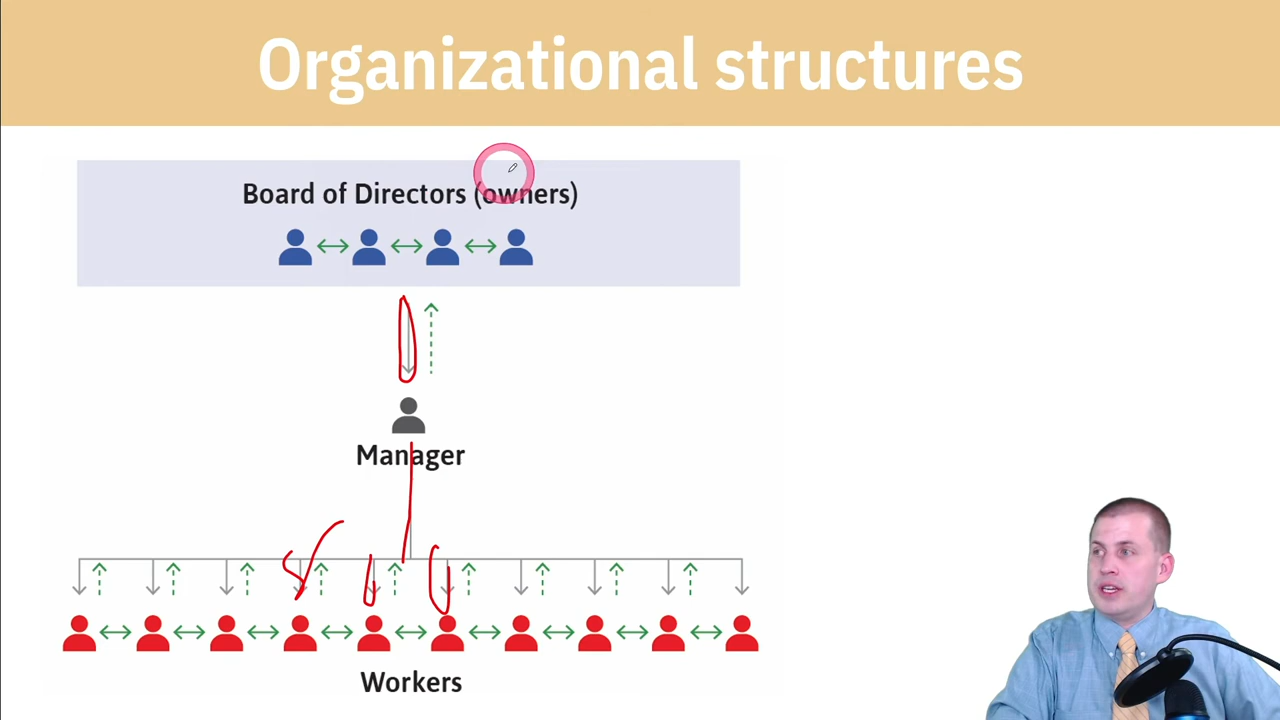 Organizational structures
Board of Directors (owners)
Manager
Workers